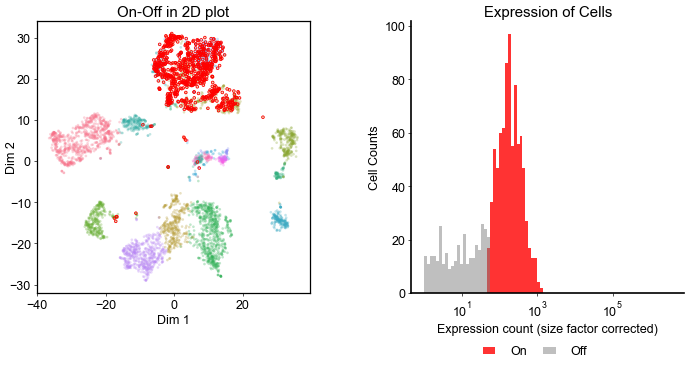 On-Off in 2D plot
30
20
10
0
−10
−20
−30
Dim 2
−40
−20
0
20
Dim 1
Expression of Cells
100
80
60
40
20
0
Cell Counts
10^1
10^3
10^5
Expression count (size factor corrected)
On
Off